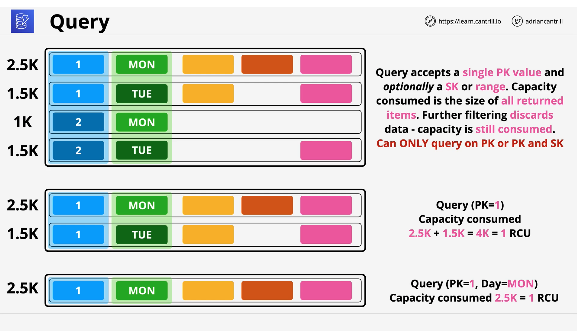 Query
https://learn.cantrill.io
adriancantrill
2.5K 1 MON
1.5K 1 TUE
1K 2 MON
1.5K 2 TUE
Query accepts a single PK value and
optionally a SK or range. Capacity
consumed is the size of all returned
items. Further filtering discards
data - capacity is still consumed.
Can ONLY query on PK or PK and SK
2.5K 1 MON
1.5K 1 TUE
Query (PK=1)
Capacity consumed
2.5K + 1.5K = 4K = 1 RCU
2.5K 1 MON
Query (PK=1, Day=MON)
Capacity consumed 2.5K = 1 RCU